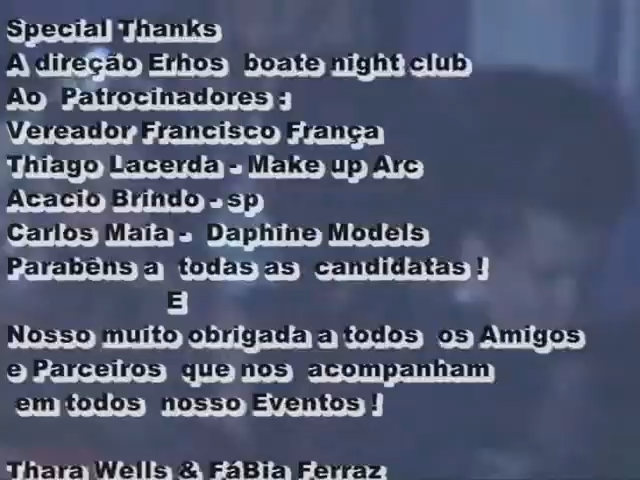 Special Thanks
A direção Erhos boate night club
Ao Patrocinadores :
Vereador Francisco França
Thiago Lacerda - Make up Arc
Acacio Brindo - sp
Carlos Maia - Daphine Models
Parabéns a todas as candidatas !
E
Nosso muito obrigada a todos os Amigos
e Parceiros que nos acompanham
em todos nosso Eventos !
Thara Wells & FáBia Ferraz